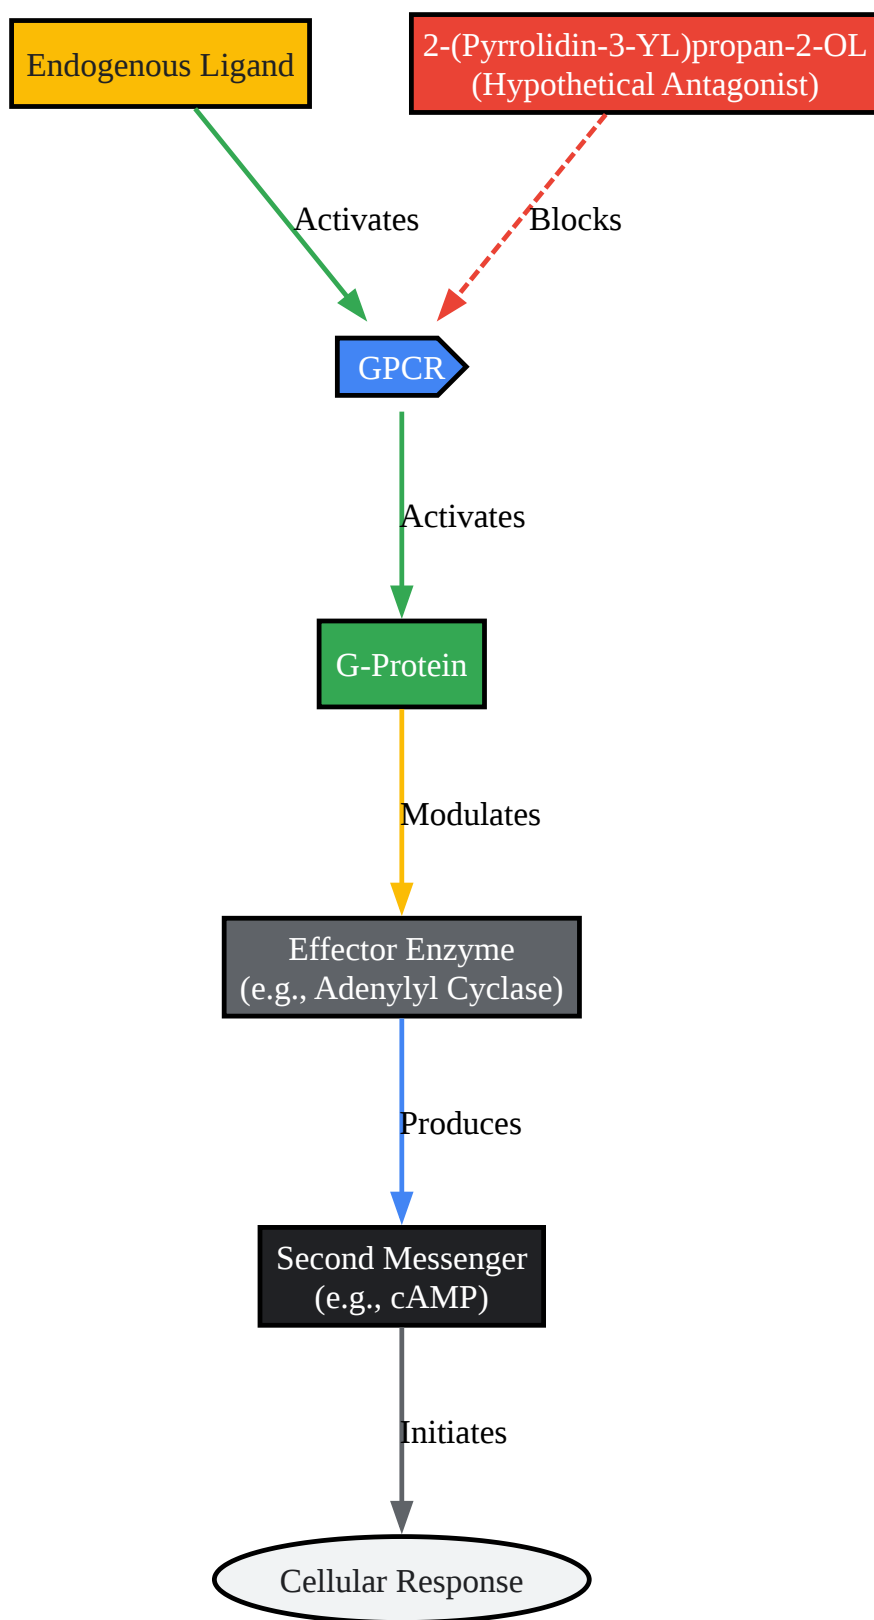 Endogenous Ligand
2-(Pyrrolidin-3-YL)propan-2-OL
(Hypothetical Antagonist)
Activates
Blocks
GPCR
Activates
G-Protein
Modulates
Effector Enzyme
(e.g., Adenylyl Cyclase)
Produces
Second Messenger
(e.g., cAMP)
Initiates
Cellular Response